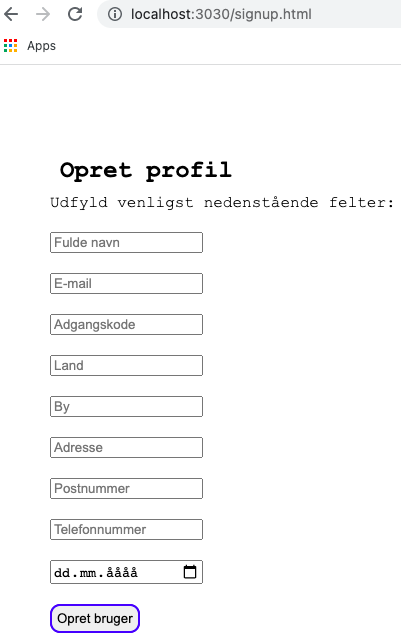 localhost:3030/signup.html
Apps
Opret profil
Udfyld venligst nedenstående felter:
Fulde navn
E-mail
Adgangskode
Land
By
Adresse
Postnummer
Telefonnummer
dd.mm.åååå
Opret bruger